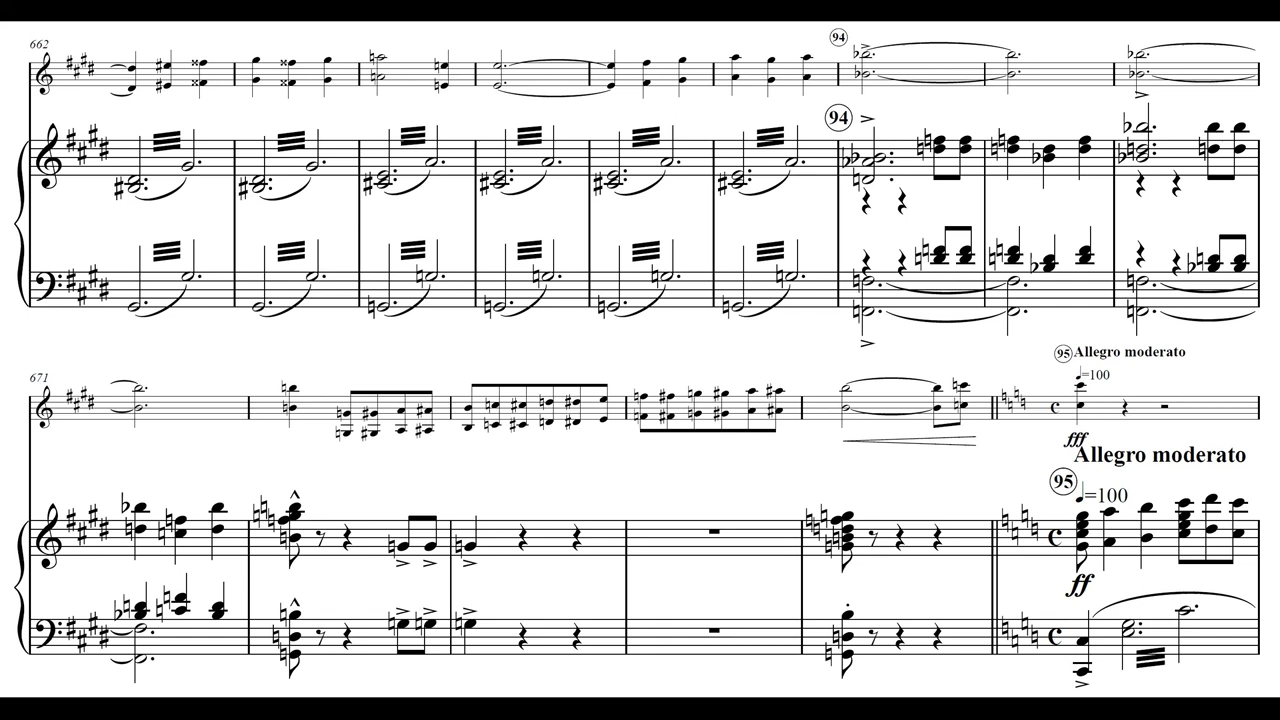 662
94
94
671
95 Allegro moderato
♩=100
fff
Allegro moderato
95
♩=100
ff